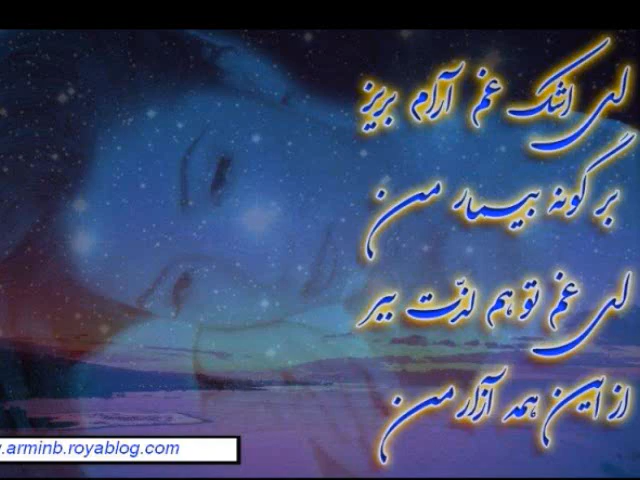 ای اشک غم آرام بریز
بر گونه بیمار من
ای غم تو هم لذّت ببر
از این همه آزار من
.arminb.royablog.com